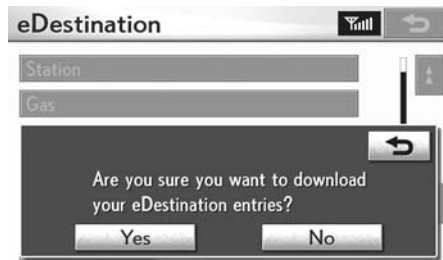 eDestination
Station
Gas
Are you sure you want to download
your eDestination entries?
Yes
No